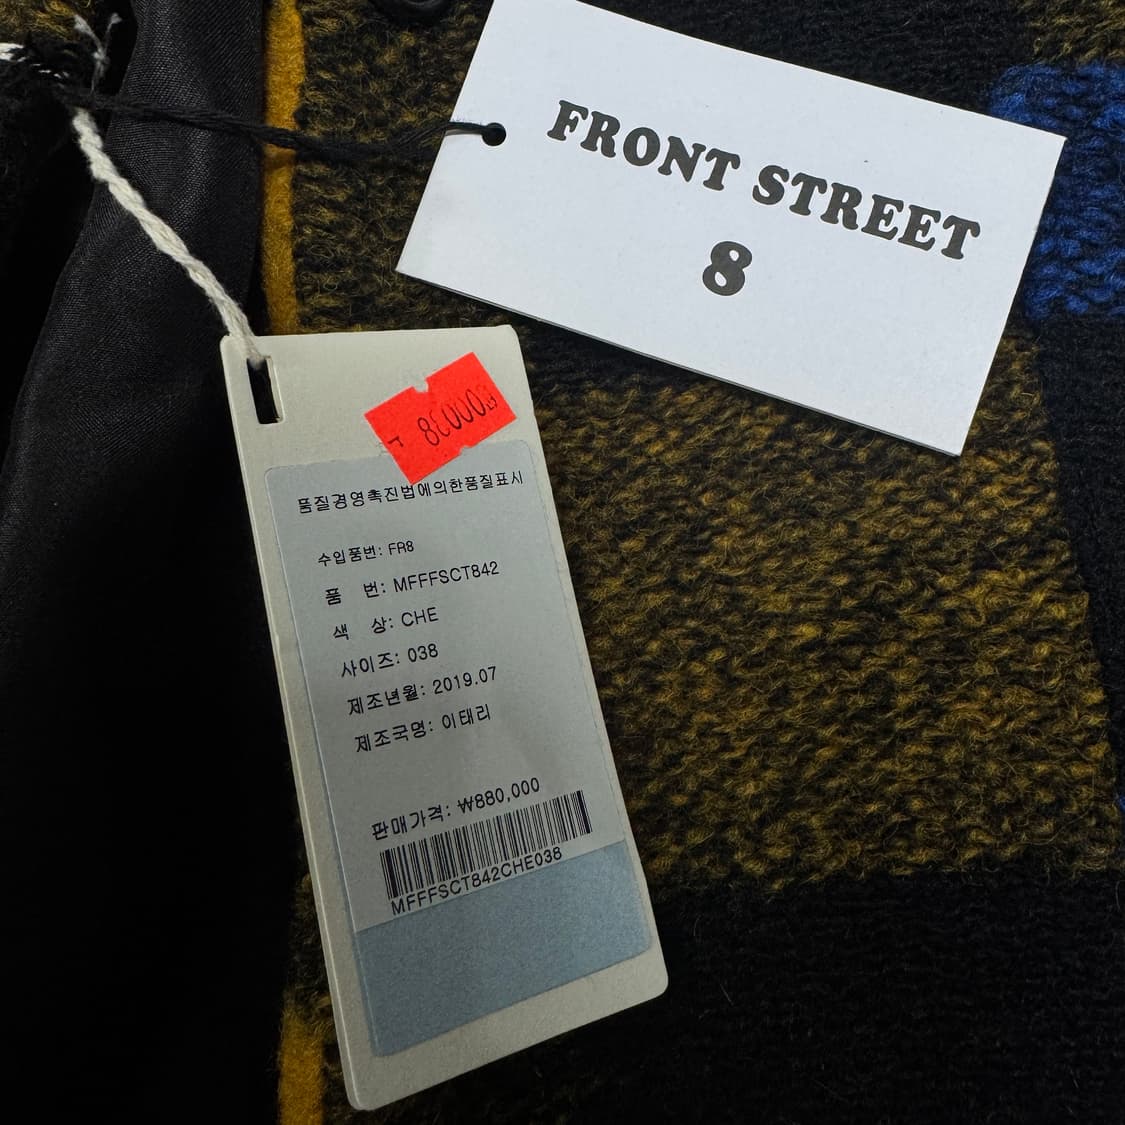 FRONT STREET
8
품질경영촉진법에의한품질표시
수입품번: FR8
품 번: MFFFSCT842
색 상: CHE
사이즈: 038
제조년월: 2019.07
제조국명: 이태리
판매가격: ₩880,000
MFFFSCT842CHE038